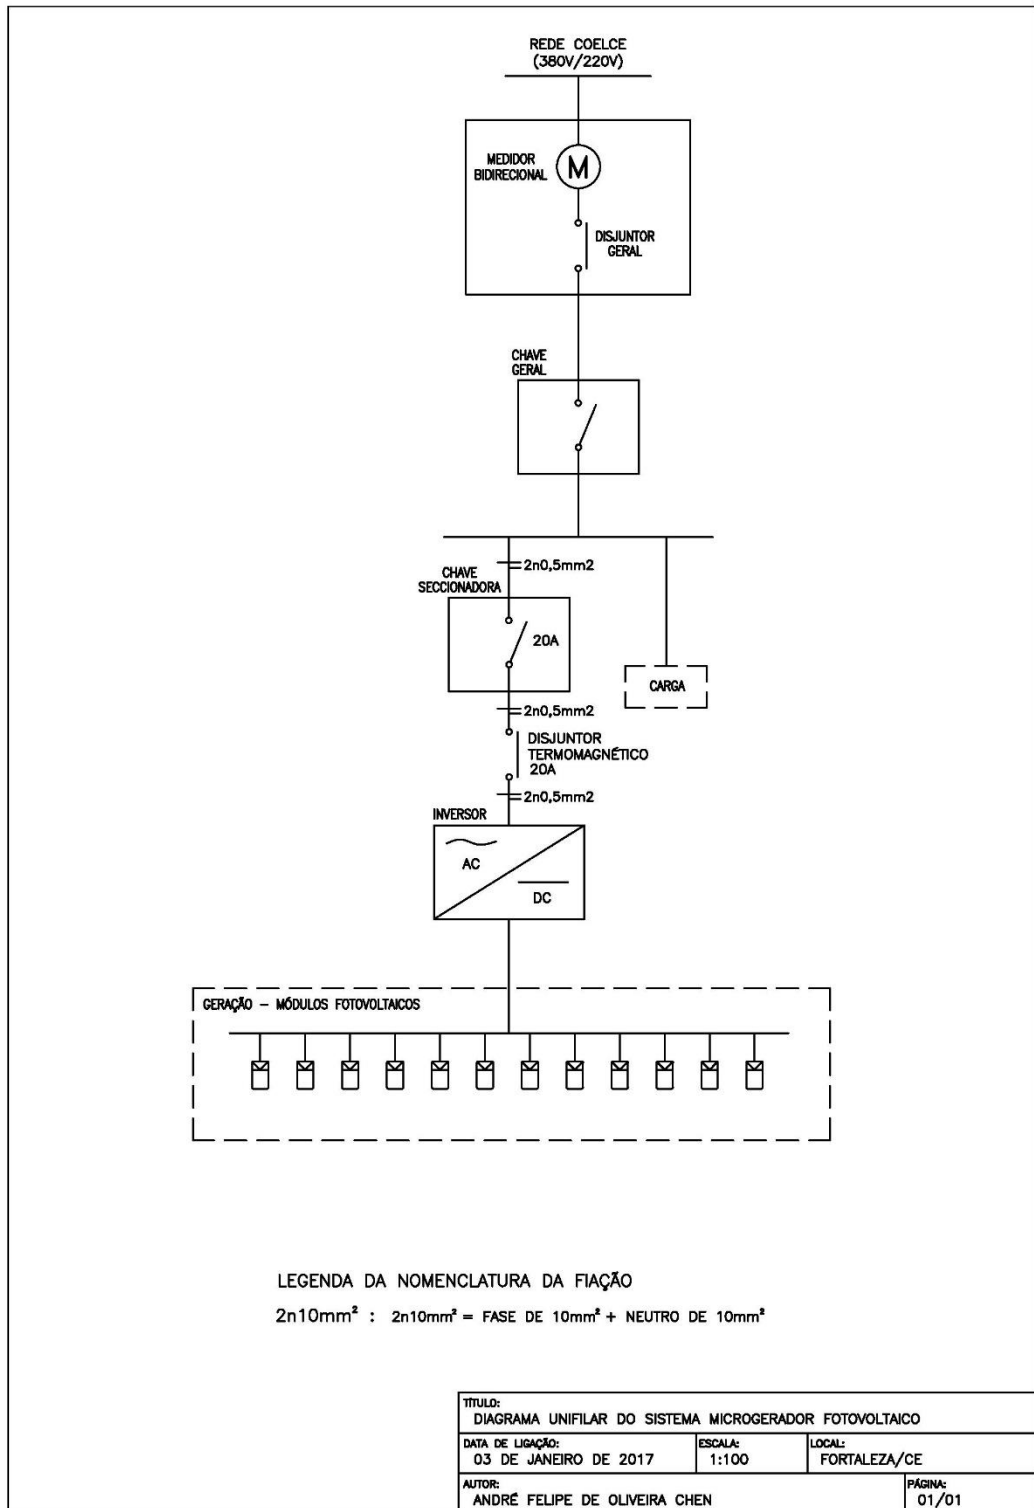 REDE COELCE
(380V/220V)
MEDIDOR
BIDIRECIONAL
M
DISJUNTOR
GERAL
CHAVE
GERAL
2n0,5mm2
CHAVE
SECCIONADORA
20A
CARGA
2n0,5mm2
DISJUNTOR
TERMOMAGNÉTICO
20A
2n0,5mm2
INVERSOR
AC
DC
GERAÇÃO – MÓDULOS FOTOVOLTAICOS
LEGENDA DA NOMENCLATURA DA FIAÇÃO
2n10mm² : 2n10mm² = FASE DE 10mm² + NEUTRO DE 10mm²
TÍTULO:
DIAGRAMA UNIFILAR DO SISTEMA MICROGERADOR FOTOVOLTAICO
DATA DE LIGAÇÃO: ESCALA: LOCAL:
03 DE JANEIRO DE 2017 1:100 FORTALEZA/CE
AUTOR: PÁGINA:
ANDRÉ FELIPE DE OLIVEIRA CHEN 01/01